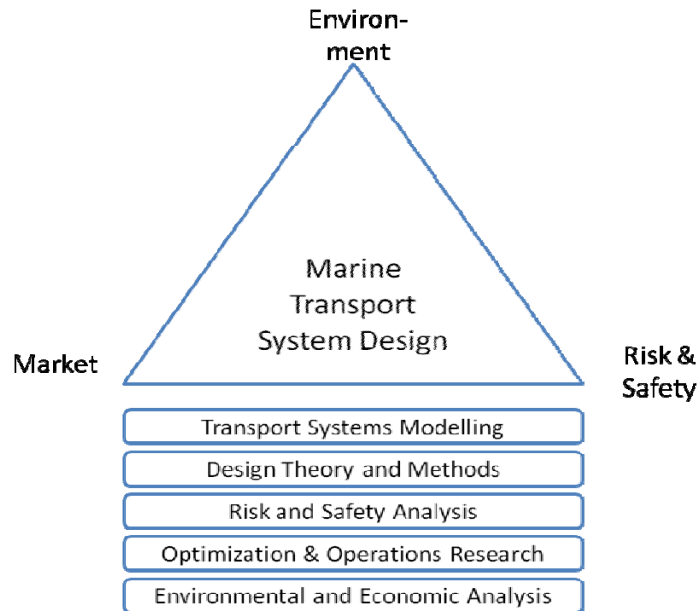 Environ-
ment
Marine
Transport
System Design
Market
Risk &
Safety
Transport Systems Modelling
Design Theory and Methods
Risk and Safety Analysis
Optimization & Operations Research
Environmental and Economic Analysis